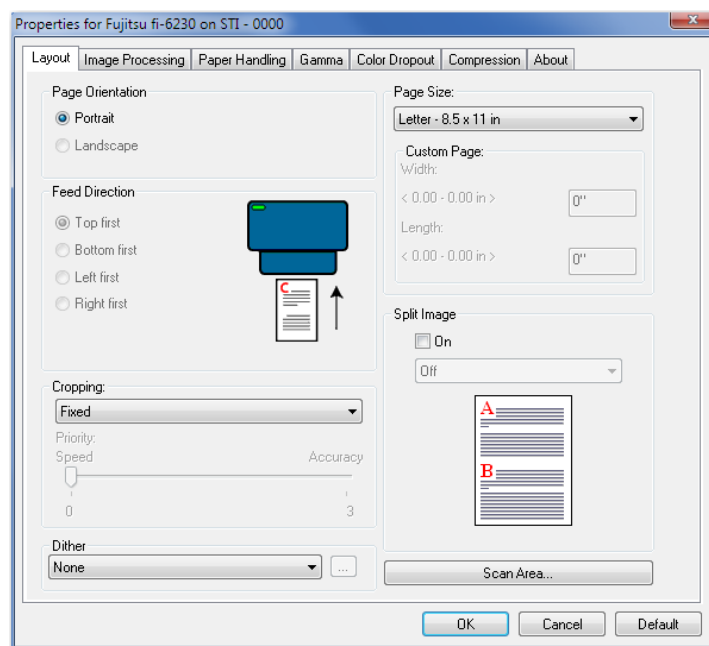 Properties for Fujitsu fi-6230 on STI - 0000
x
Layout Image Processing Paper Handling Gamma Color Dropout Compression About
Page Orientation
Portrait
Landscape
Feed Direction
Top first
Bottom first
Left first
Right first
C
Cropping:
Fixed
Priority:
Speed Accuracy
0 3
Dither
None ...
Page Size:
Letter - 8.5 x 11 in
Custom Page:
Width:
< 0.00 - 0.00 in > 0"
Length:
< 0.00 - 0.00 in > 0"
Split Image
On
Off
A
B
Scan Area...
OK Cancel Default